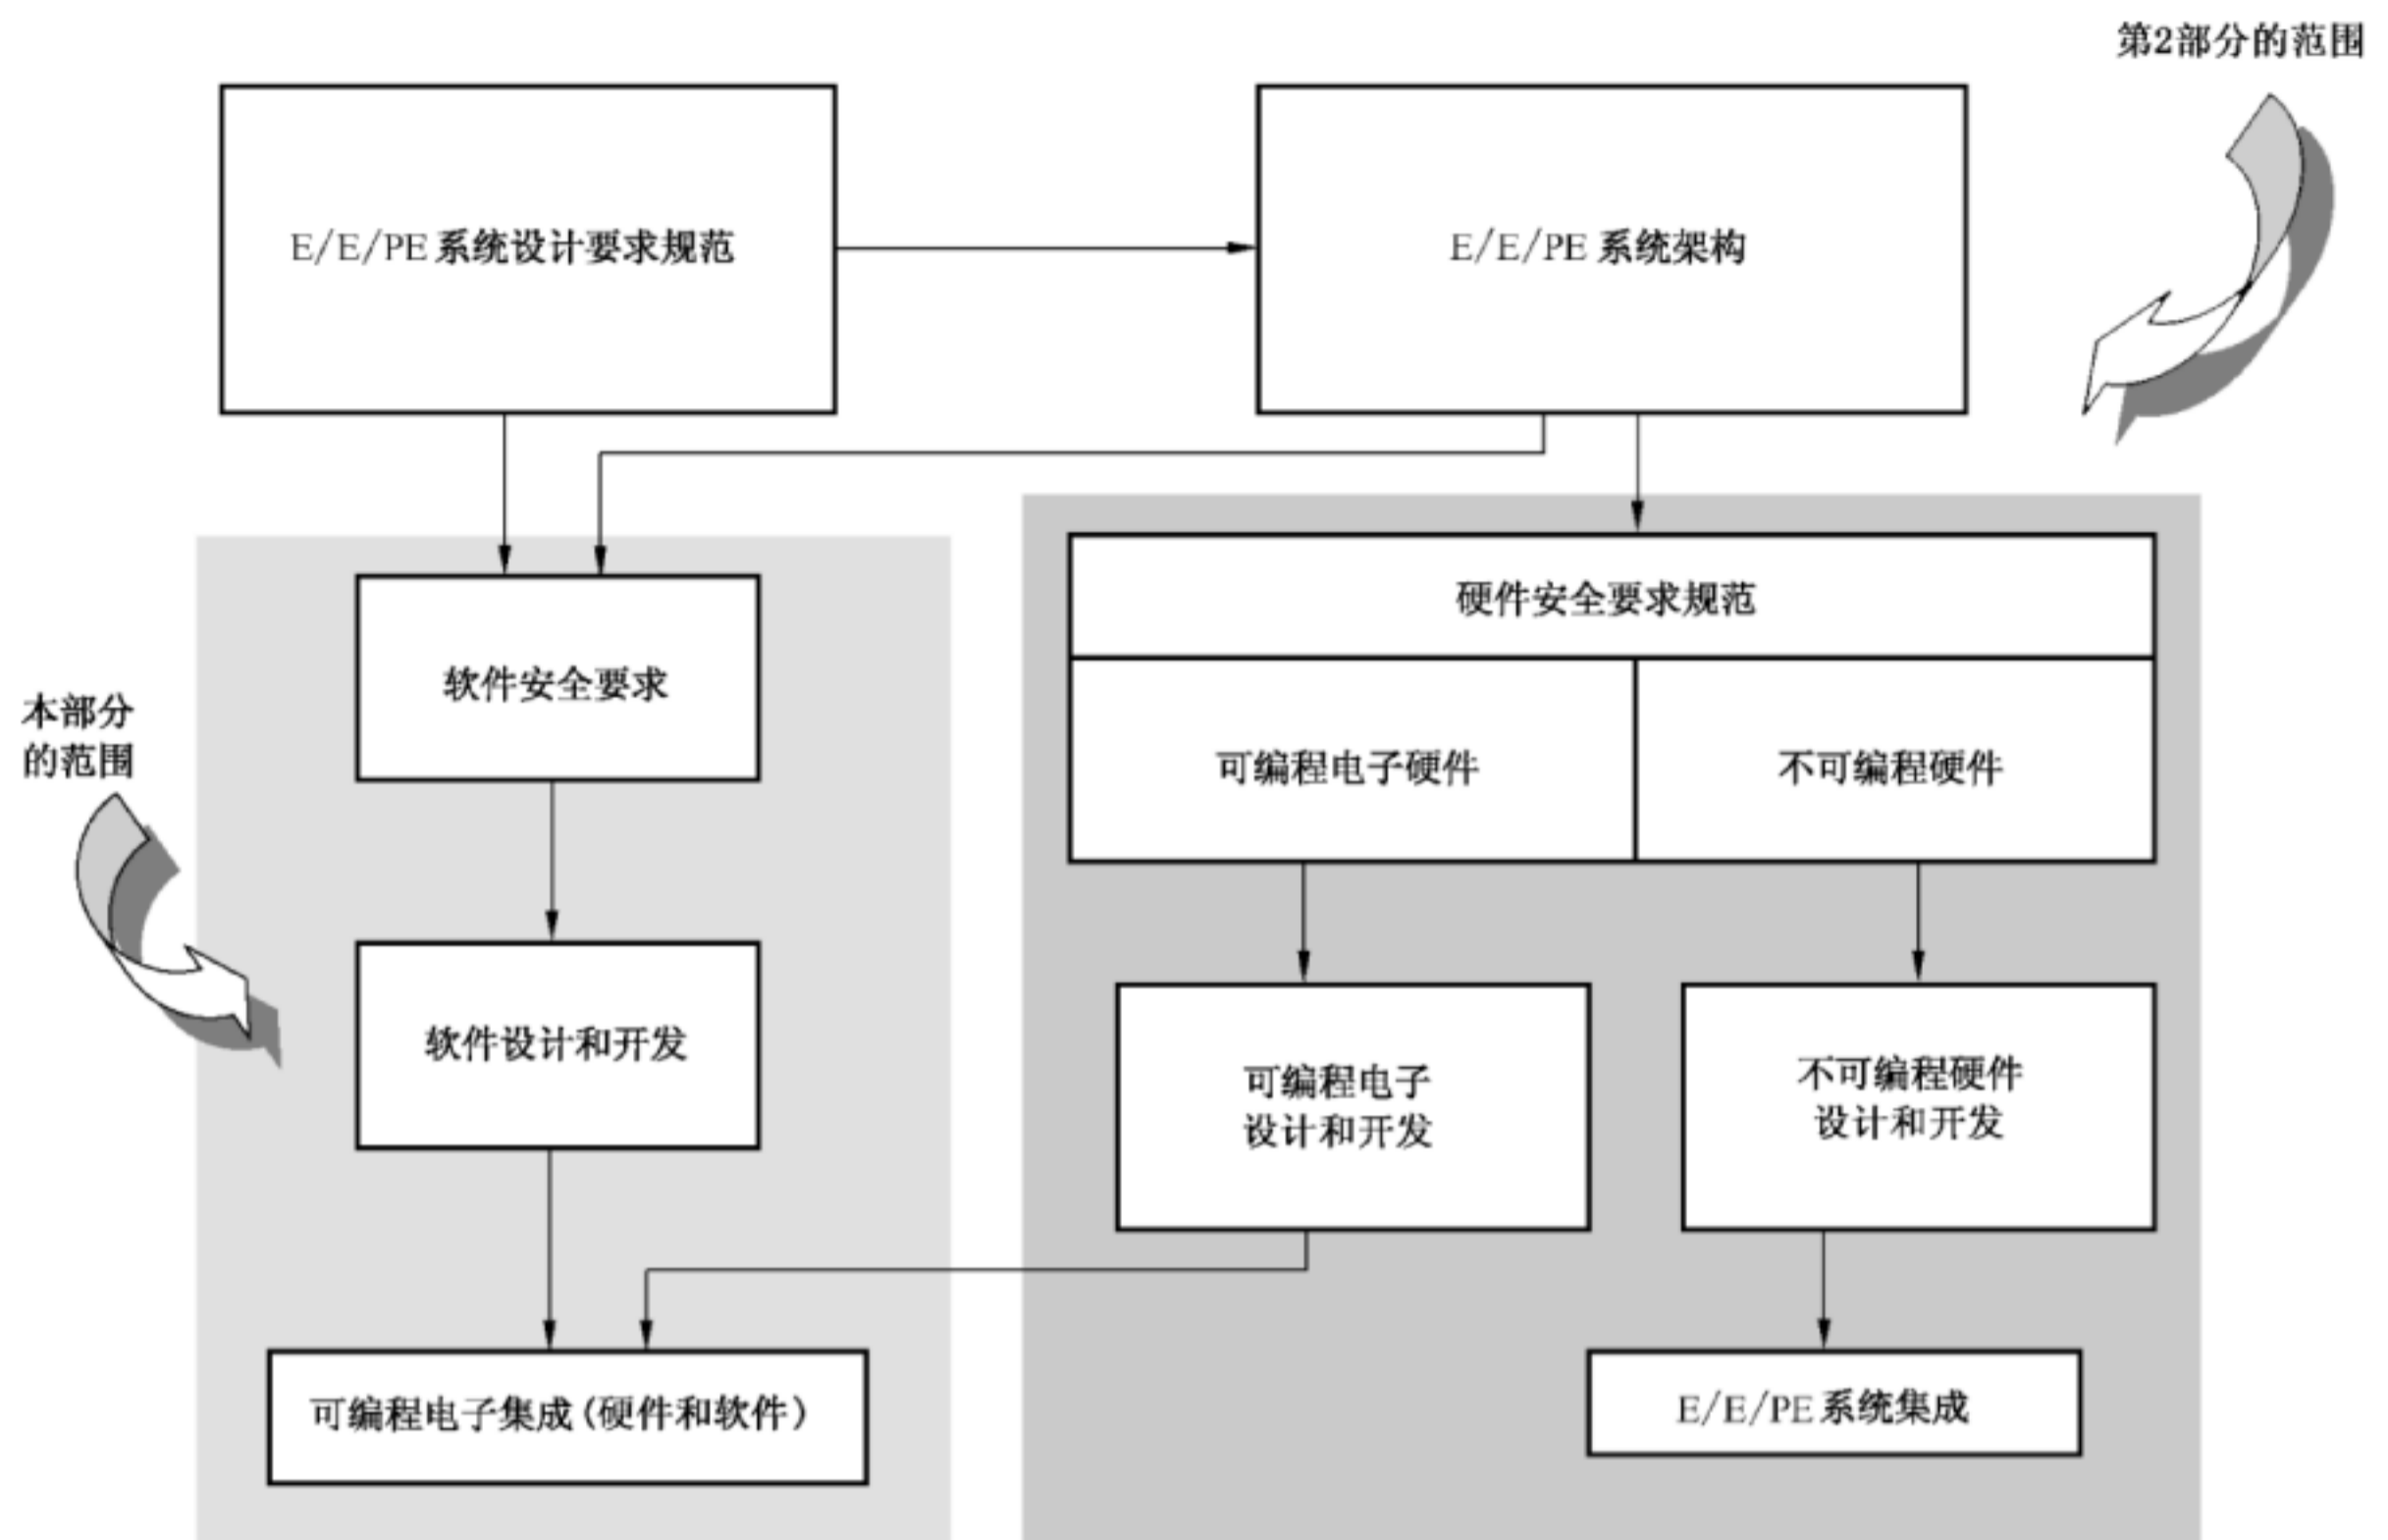 第2部分的范围
E/E/PE 系统设计要求规范
E/E/PE 系统架构
硬件安全要求规范
软件安全要求
本部分
的范围
可编程电子硬件
不可编程硬件
软件设计和开发
可编程电子
设计和开发
不可编程硬件
设计和开发
可编程电子集成(硬件和软件)
E/E/PE 系统集成